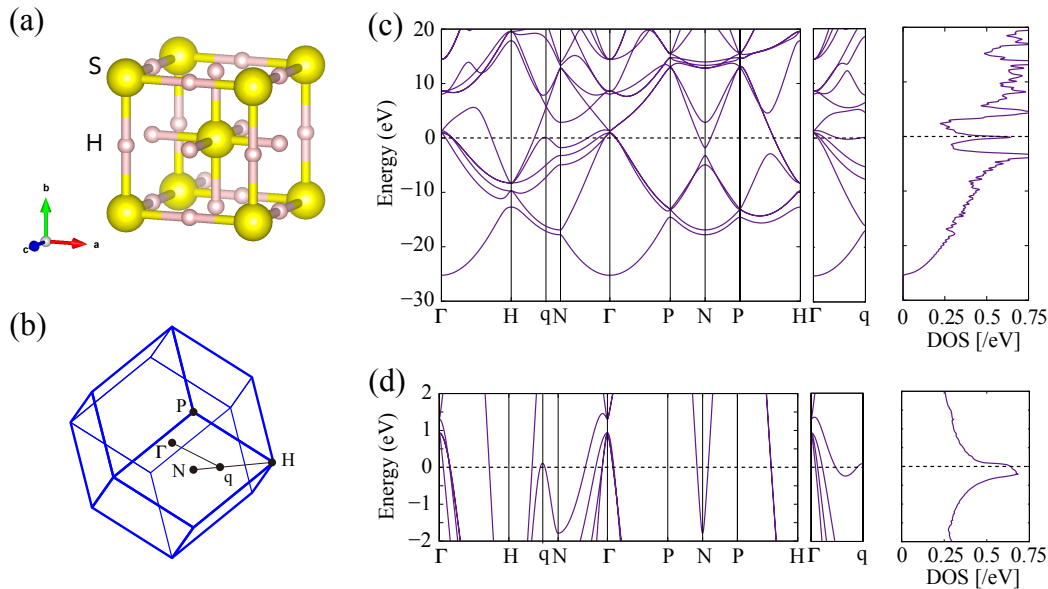 (a)
S
H
b
a
c
(b)
P
Γ
N
q
H
(c)
Energy (eV)
20
10
0
−10
−20
−30
Γ H q N Γ P N P H
Γ q
0 0.25 0.5 0.75
DOS [/eV]
(d)
Energy (eV)
2
1
0
−1
−2
Γ H q N Γ P N P H
Γ q
0 0.25 0.5 0.75
DOS [/eV]